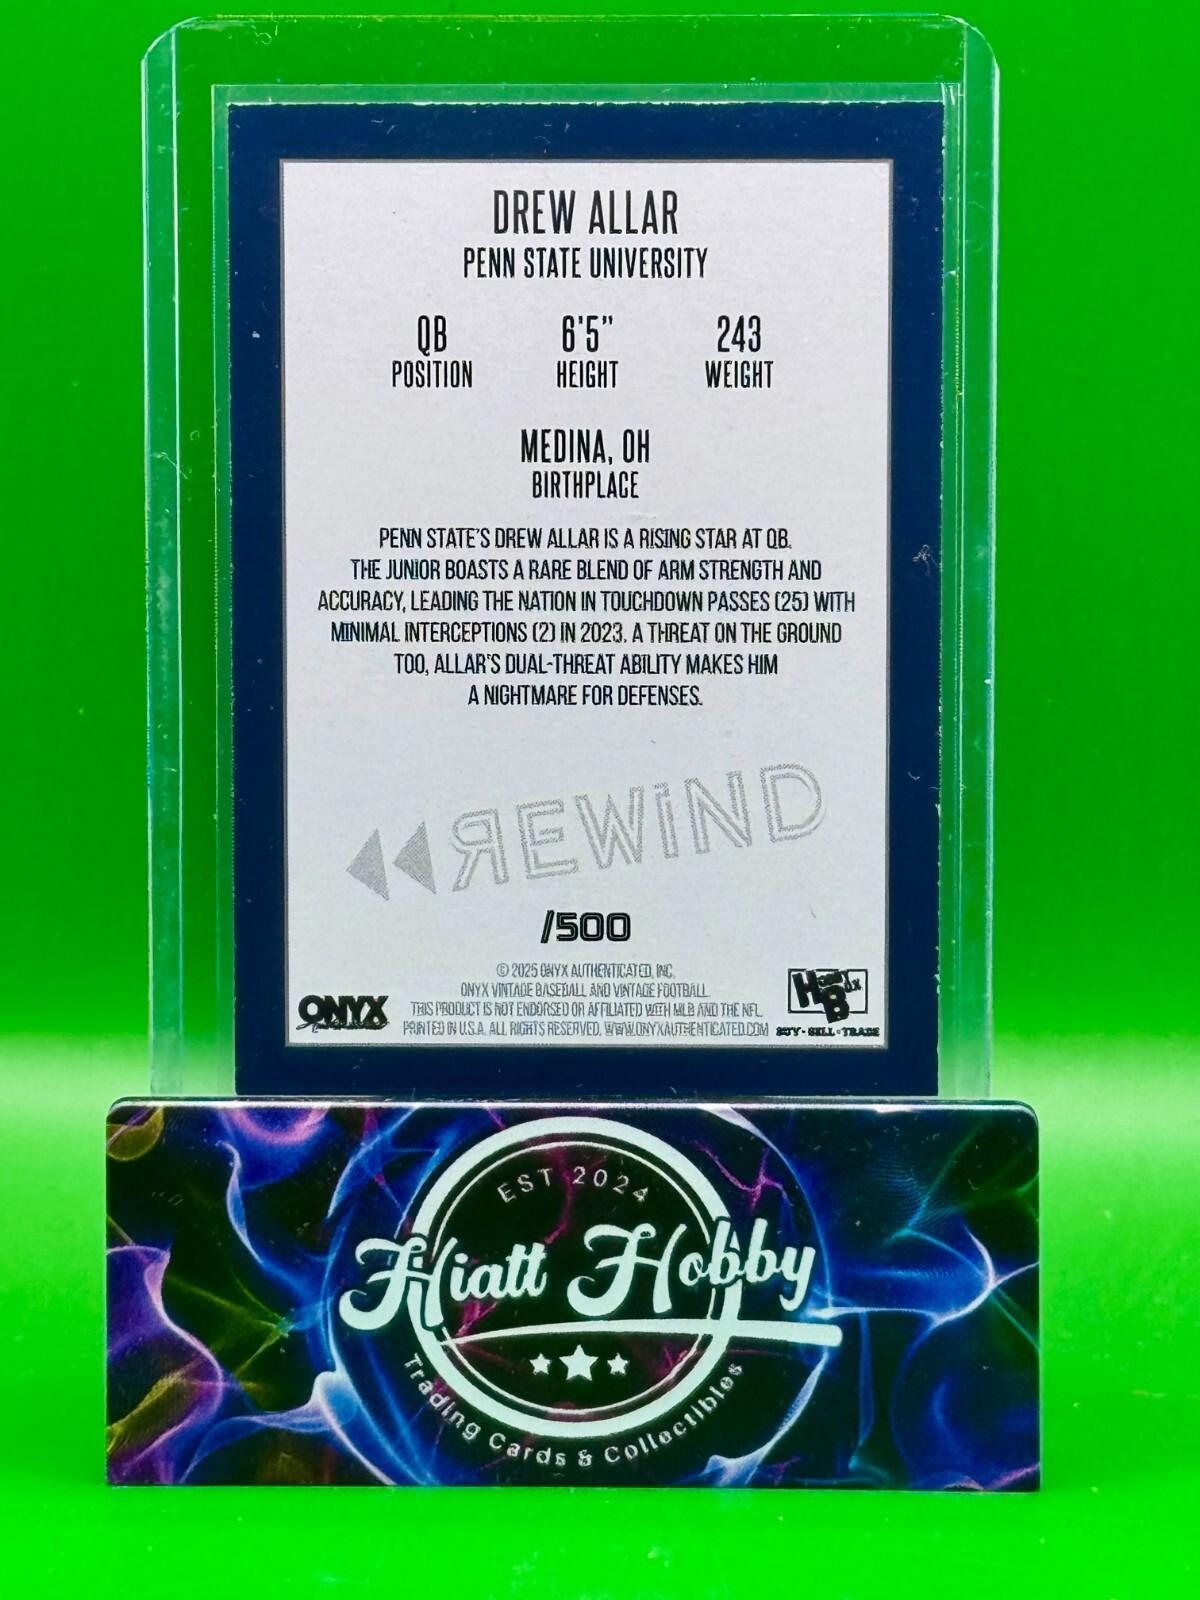 DREW ALLAR
PENN STATE UNIVERSITY
QB 6'5" 243
POSITION HEIGHT WEIGHT
MEDINA, OH
BIRTHPLACE
PENN STATE'S DREW ALLAR IS A RISING STAR AT QB.
THE JUNIOR BOASTS A RARE BLEND OF ARM STRENGTH AND
ACCURACY, LEADING THE NATION IN TOUCHDOWN PASSES (25) WITH
MINIMAL INTERCEPTIONS (2) IN 2023. A THREAT ON THE GROUND
TOO, ALLAR'S DUAL-THREAT ABILITY MAKES HIM
A NIGHTMARE FOR DEFENSES.
REWIND
/500
© 2025 ONYX AUTHENTICATED, INC.
ONYX VINTAGE BASEBALL AND VINTAGE FOOTBALL.
THIS PRODUCT IS NOT ENDORSED OR AFFILIATED WITH MLB AND THE NFL.
PRINTED IN U.S.A. ALL RIGHTS RESERVED. WWW.ONYXAUTHENTICATED.COM
ONYX
BUY • SELL • TRADE
EST 2024
Hiatt Hobby
Trading Cards & Collectibles